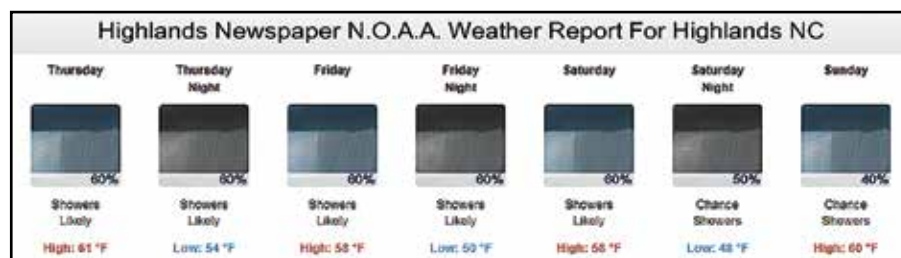 Highlands Newspaper N.O.A.A. Weather Report For Highlands NC
Thursday Thursday Friday Friday Saturday Saturday Sunday
Night Night Night
60% 60% 60% 60% 60% 50% 40%
Showers Showers Showers Showers Showers Chance Chance
Likely Likely Likely Likely Likely Showers Showers
High: 61 °F Low: 54 °F High: 58 °F Low: 50 °F High: 58 °F Low: 48 °F High: 60 °F